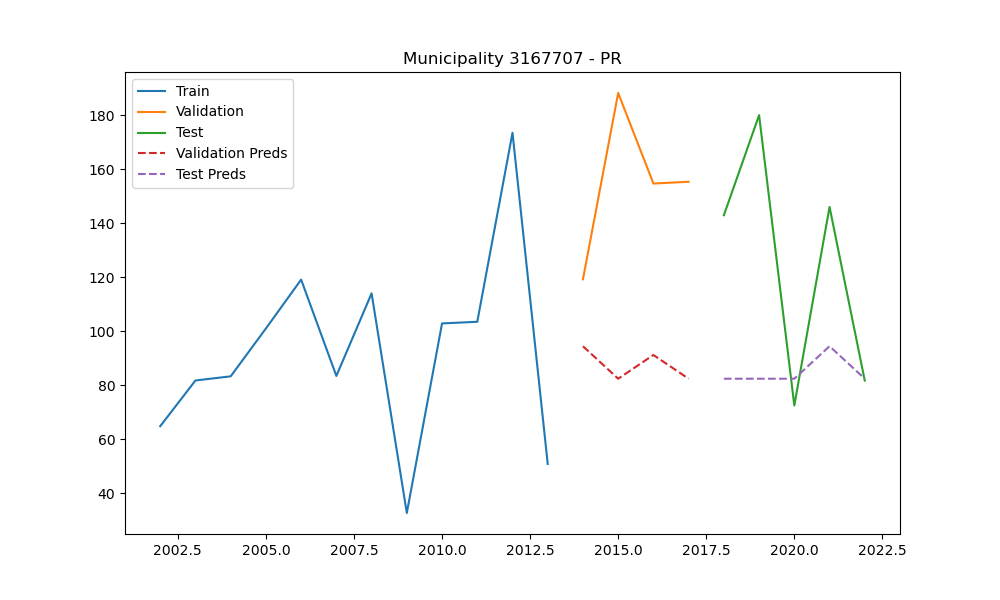 Municipality 3167707 - PR
Train
Validation
Test
Validation Preds
Test Preds
180
160
140
120
100
80
60
40
2002.5 2005.0 2007.5 2010.0 2012.5 2015.0 2017.5 2020.0 2022.5